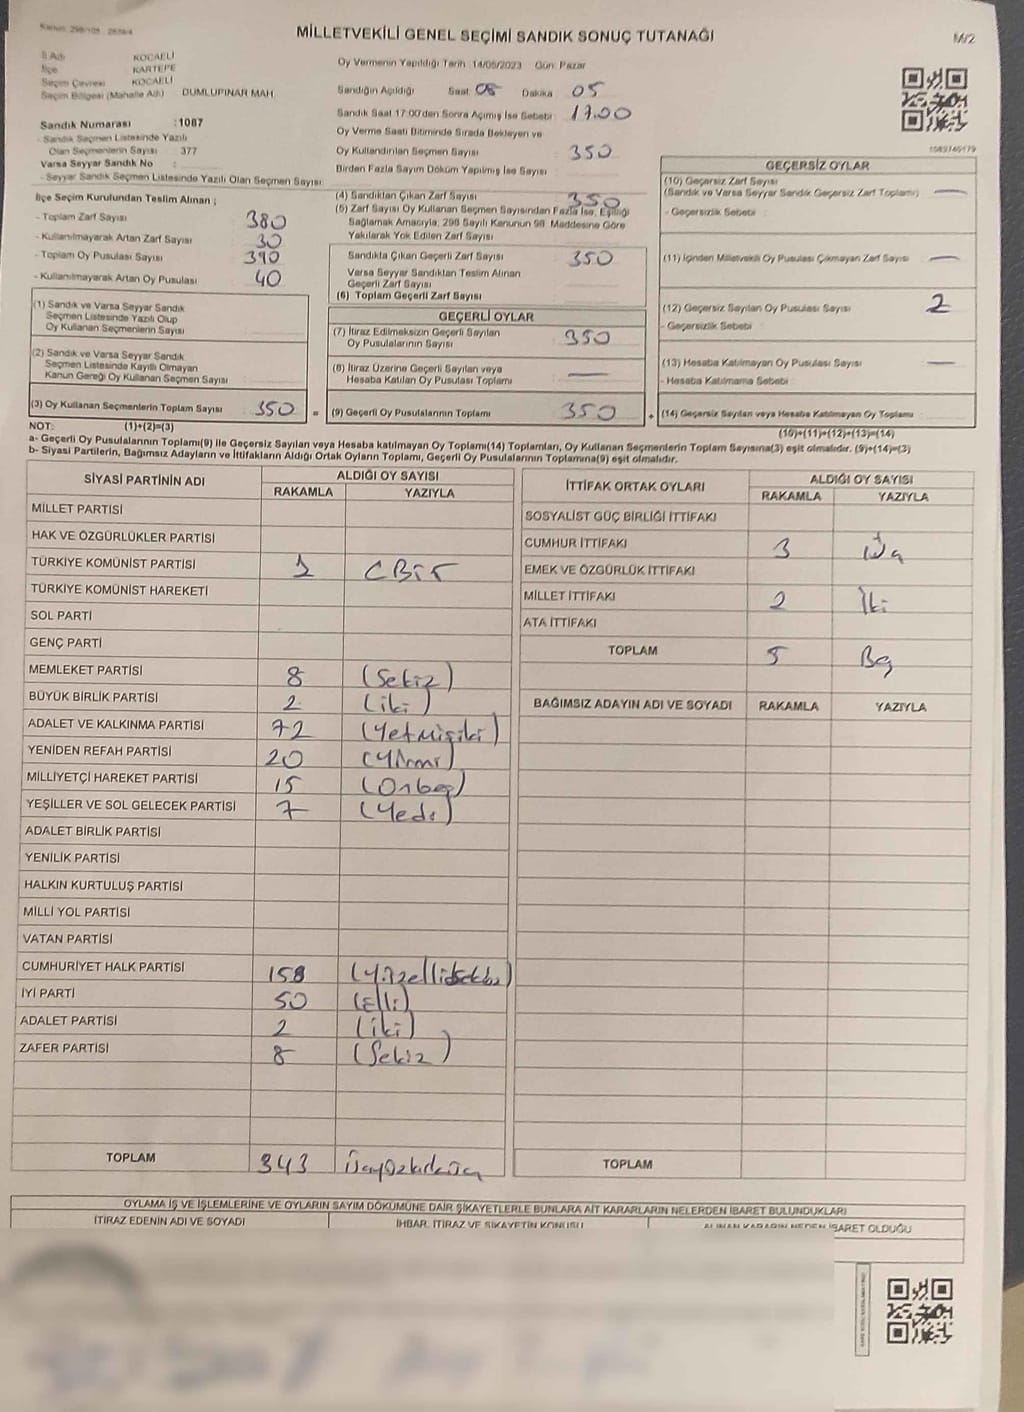 MİLLETVEKİLİ GENEL SEÇİMİ SANDIK SONUÇ TUTANAĞI
M/2
İl Adı KOCAELİ
İlçe KARTEPE
Seçim Çevresi KOCAELİ
Seçim Bölgesi (Mahalle Adı) DUMLUPINAR MAH.
Sandık Numarası :1087
- Sandık Seçmen Listesinde Yazılı
Olan Seçmenlerin Sayısı : 377
Varsa Seyyar Sandık No :
- Seyyar Sandık Seçmen Listesinde Yazılı Olan Seçmen Sayısı
Oy Vermenin Yapıldığı Tarih :14/05/2023 Gün: Pazar
Sandığın Açıldığı Saat 08 Dakika 05
Sandık Saat 17:00'den Sonra Açılmış İse Sebebi : 17.00
Oy Verme Saati Bitiminde Sırada Bekleyen ve
Oy Kullandırılan Seçmen Sayısı 350
Birden Fazla Sayım Döküm Yapılmış İse Sayısı :
İlçe Seçim Kurulundan Teslim Alınan ;
- Toplam Zarf Sayısı 380
- Kullanılmayarak Artan Zarf Sayısı 30
- Toplam Oy Pusulası Sayısı 390
- Kullanılmayarak Artan Oy Pusulası 40
(1) Sandık ve Varsa Seyyar Sandık
Seçmen Listesinde Yazılı Olup
Oy Kullanan Seçmenlerin Sayısı
(2) Sandık ve Varsa Seyyar Sandık
Seçmen Listesinde Kayıtlı Olmayan
Kanun Gereği Oy Kullanan Seçmen Sayısı
(3) Oy Kullanan Seçmenlerin Toplam Sayısı 350 =
(4) Sandıktan Çıkan Zarf Sayısı 350
(5) Zarf Sayısı Oy Kullanan Seçmen Sayısından Fazla İse, Eşitliği
Sağlamak Amacıyla; 298 Sayılı Kanunun 98. Maddesine Göre
Yakılarak Yok Edilen Zarf Sayısı
Sandıkta Çıkan Geçerli Zarf Sayısı 350
Varsa Seyyar Sandıktan Teslim Alınan
Geçerli Zarf Sayısı
(6) Toplam Geçerli Zarf Sayısı
GEÇERLİ OYLAR
(7) İtiraz Edilmeksizin Geçerli Sayılan
Oy Pusulalarının Sayısı 350
(8) İtiraz Üzerine Geçerli Sayılan veya
Hesaba Katılan Oy Pusulası Toplamı —
(9) Geçerli Oy Pusulalarının Toplamı 350 +
GEÇERSİZ OYLAR
(10) Geçersiz Zarf Sayısı
(Sandık ve Varsa Seyyar Sandık Geçersiz Zarf Toplamı) —
- Geçersizlik Sebebi :
(11) İçinden Milletvekili Oy Pusulası Çıkmayan Zarf Sayısı —
(12) Geçersiz Sayılan Oy Pusulası Sayısı 2
- Geçersizlik Sebebi :
(13) Hesaba Katılmayan Oy Pusulası Sayısı —
- Hesaba Katılmama Sebebi
(14) Geçersiz Sayılan veya Hesaba Katılmayan Oy Toplamı
NOT: (1)+(2)=(3) (10)+(11)+(12)+(13)=(14)
a- Geçerli Oy Pusulalarının Toplamı(9) ile Geçersiz Sayılan veya Hesaba katılmayan Oy Toplamı(14) Toplamları, Oy Kullanan Seçmenlerin Toplam Sayısına(3) eşit olmalıdır. (9)+(14)=(3)
b- Siyasi Partilerin, Bağımsız Adayların ve İttifakların Aldığı Ortak Oyların Toplamı, Geçerli Oy Pusulalarının Toplamına(9) eşit olmalıdır.
SİYASİ PARTİNİN ADI ALDIĞI OY SAYISI
RAKAMLA YAZIYLA
MİLLET PARTİSİ
HAK VE ÖZGÜRLÜKLER PARTİSİ
TÜRKİYE KOMÜNİST PARTİSİ 1
TÜRKİYE KOMÜNİST HAREKETİ
SOL PARTİ
GENÇ PARTİ
MEMLEKET PARTİSİ 8 (Sekiz)
BÜYÜK BİRLİK PARTİSİ 2 (iki)
ADALET VE KALKINMA PARTİSİ 72 (Yetmişiki)
YENİDEN REFAH PARTİSİ 20 (Yirmi)
MİLLİYETÇİ HAREKET PARTİSİ 15 (Onbeş)
YEŞİLLER VE SOL GELECEK PARTİSİ 7 (Yedi)
ADALET BİRLİK PARTİSİ
YENİLİK PARTİSİ
HALKIN KURTULUŞ PARTİSİ
MİLLİ YOL PARTİSİ
VATAN PARTİSİ
CUMHURİYET HALK PARTİSİ 158
İYİ PARTİ 50 (Elli)
ADALET PARTİSİ 2 (iki)
ZAFER PARTİSİ 8 (Sekiz)
TOPLAM 343
İTTİFAK ORTAK OYLARI ALDIĞI OY SAYISI
RAKAMLA YAZIYLA
SOSYALİST GÜÇ BİRLİĞİ İTTİFAKI
CUMHUR İTTİFAKI 3
EMEK VE ÖZGÜRLÜK İTTİFAKI
MİLLET İTTİFAKI 2 İki
ATA İTTİFAKI
TOPLAM 5 Beş
BAĞIMSIZ ADAYIN ADI VE SOYADI RAKAMLA YAZIYLA
TOPLAM
OYLAMA İŞ VE İŞLEMLERİNE VE OYLARIN SAYIM DÖKÜMÜNE DAİR ŞİKAYETLERLE BUNLARA AİT KARARLARIN NELERDEN İBARET BULUNDUKLARI
İTİRAZ EDENİN ADI VE SOYADI İHBAR, İTİRAZ VE ŞİKAYETİN KONUSU ALINAN KARARIN NEDEN İBARET OLDUĞU